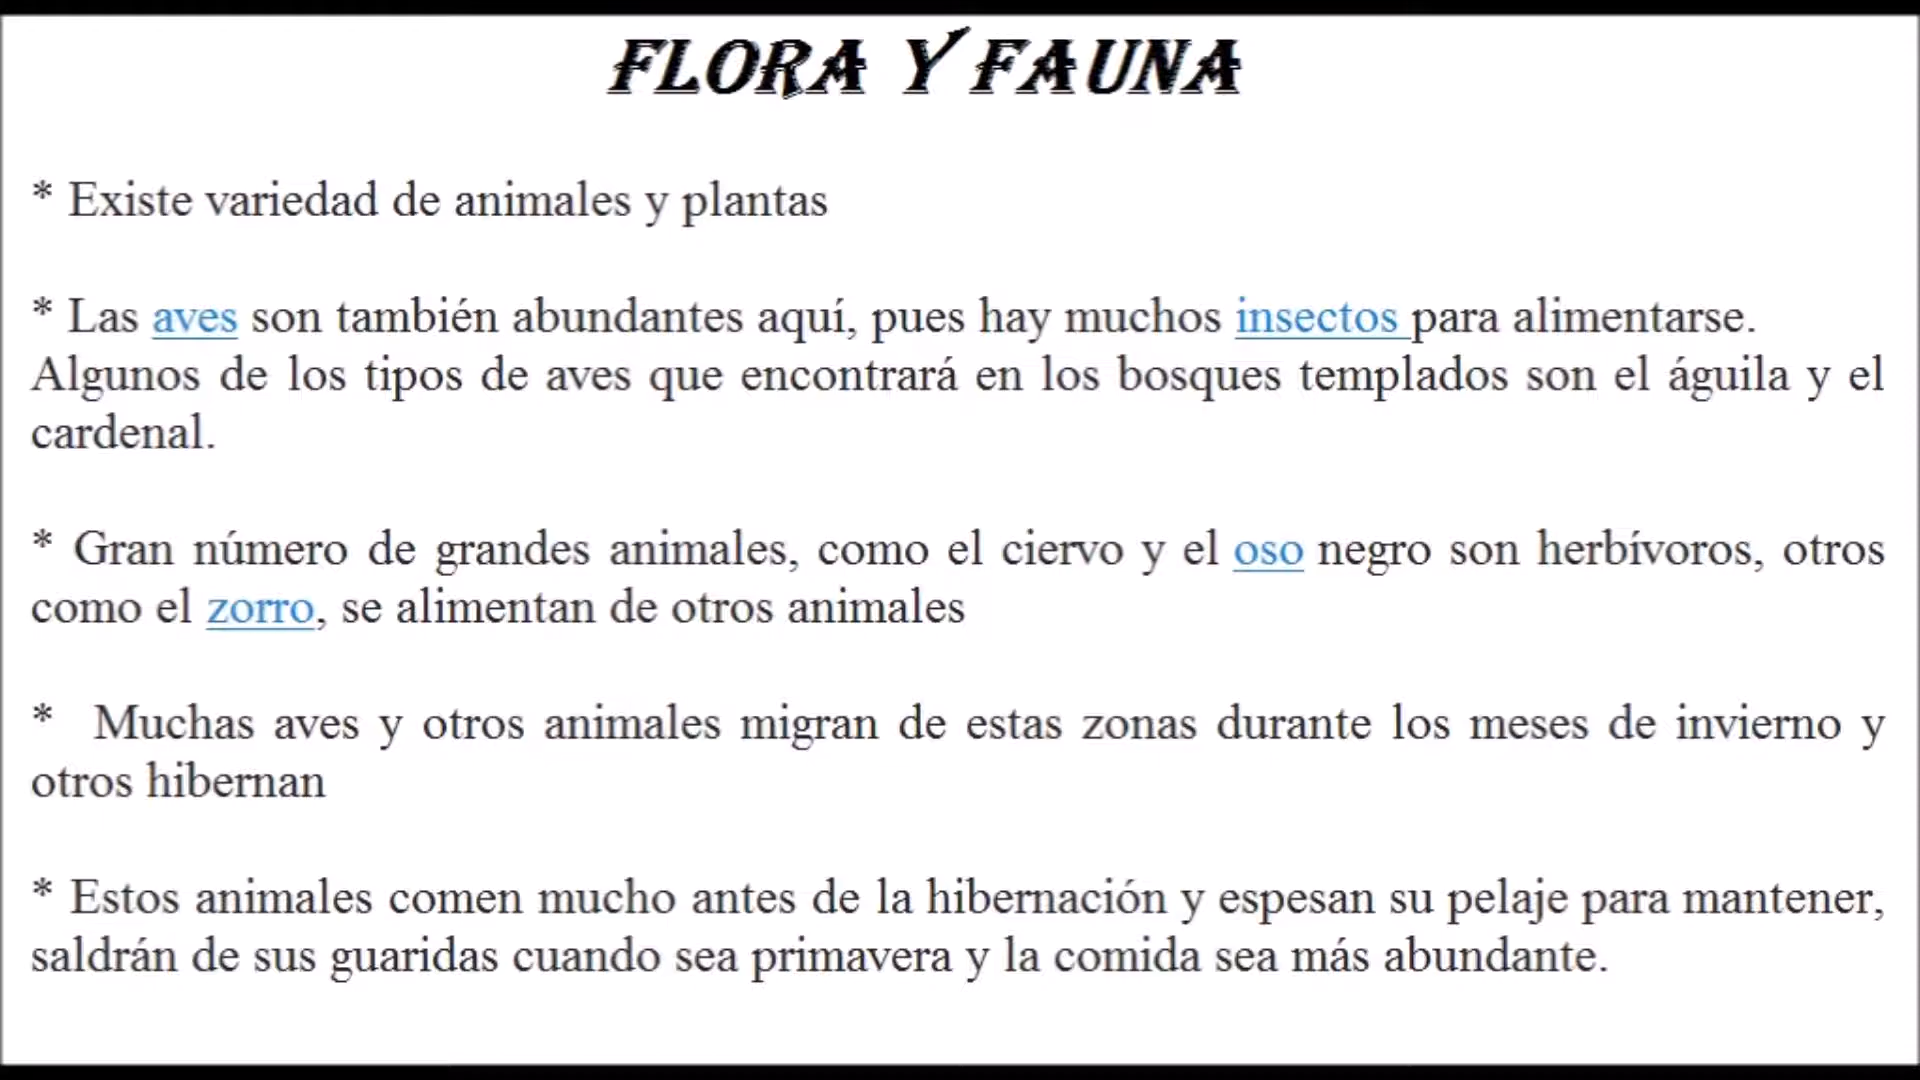 FLORA Y FAUNA
* Existe variedad de animales y plantas
* Las aves son también abundantes aquí, pues hay muchos insectos para alimentarse.
Algunos de los tipos de aves que encontrará en los bosques templados son el águila y el
cardenal.
* Gran número de grandes animales, como el ciervo y el oso negro son herbívoros, otros
como el zorro, se alimentan de otros animales
* Muchas aves y otros animales migran de estas zonas durante los meses de invierno y
otros hibernan
* Estos animales comen mucho antes de la hibernación y espesan su pelaje para mantener,
saldrán de sus guaridas cuando sea primavera y la comida sea más abundante.